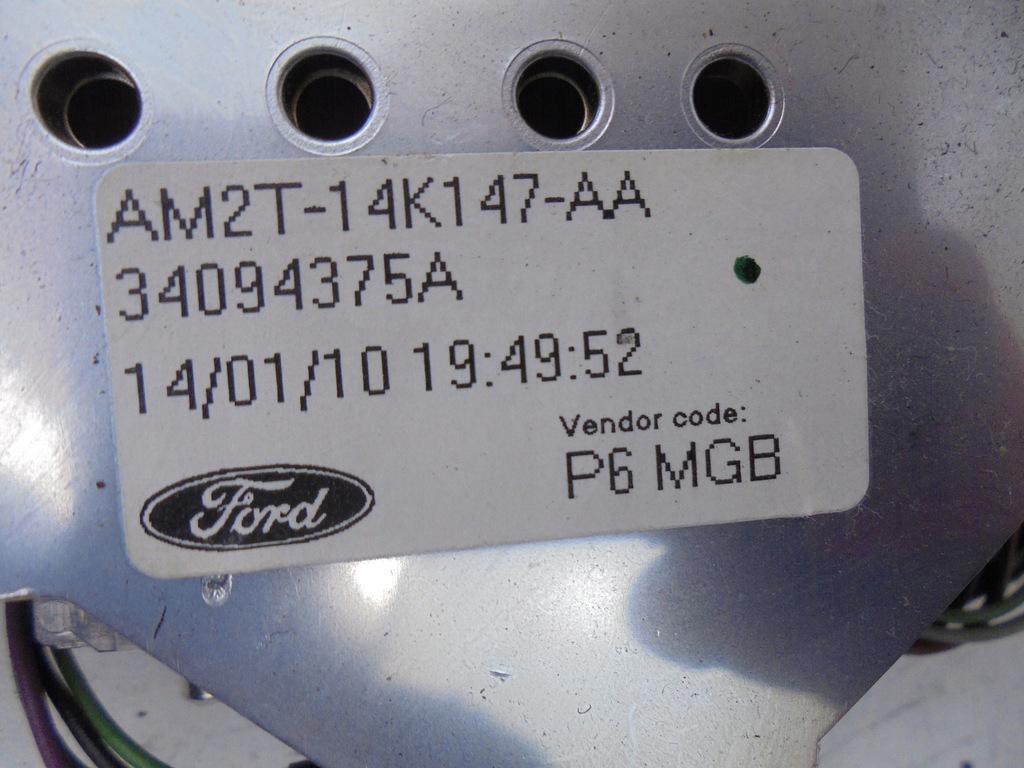 AM2T-14K147-AA
34094375A
14/01/10 19:49:52
Vendor code:
P6 MGB
Ford